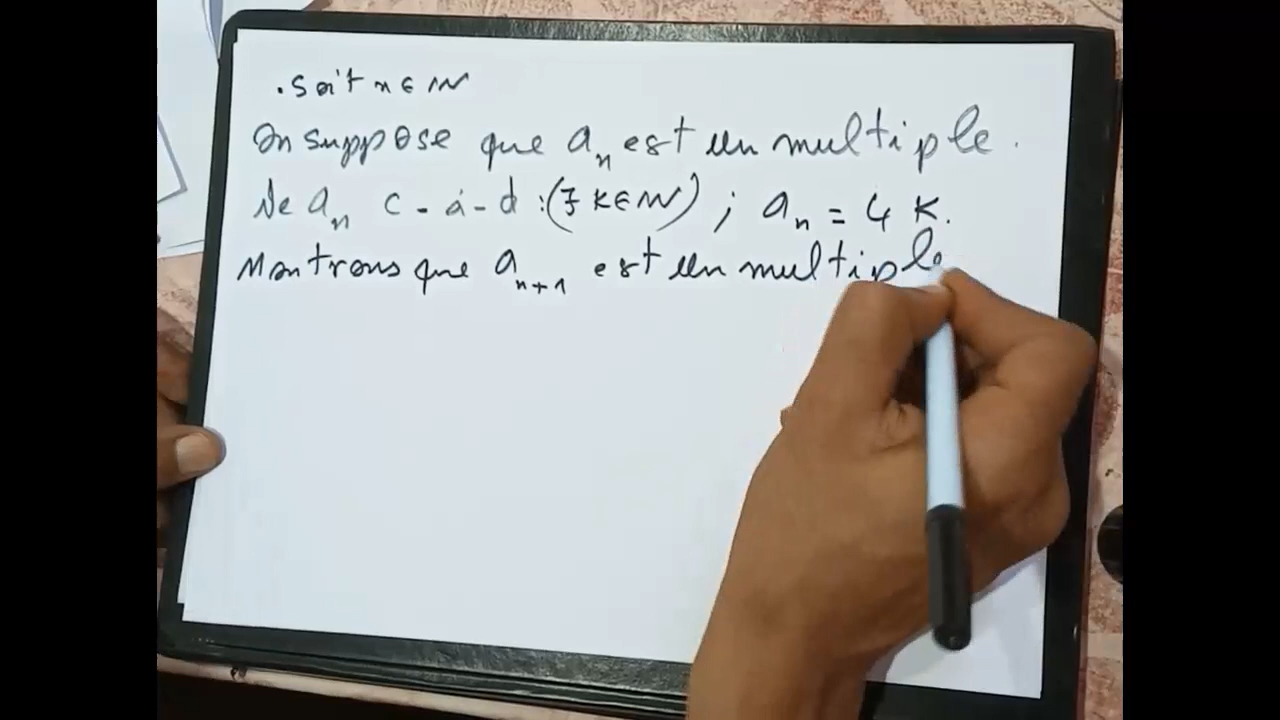 . Soit n ∈ ℕ
On suppose que aₙ est un multiple.
de aₙ c-à-d : (∃ K ∈ ℕ) ; aₙ = 4 K.
Montrons que aₙ₊₁ est un multiple